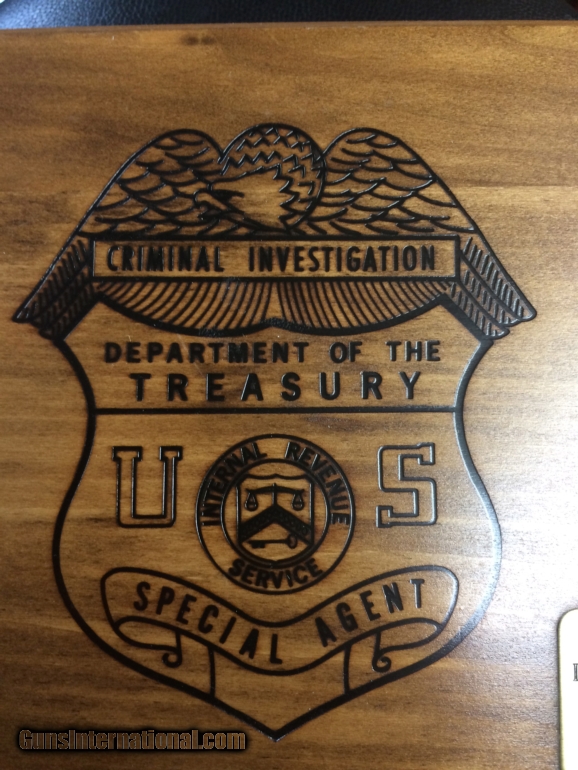 CRIMINAL INVESTIGATION
DEPARTMENT OF THE
TREASURY
U S
INTERNAL REVENUE
SERVICE
SPECIAL AGENT
GunsInternational.com